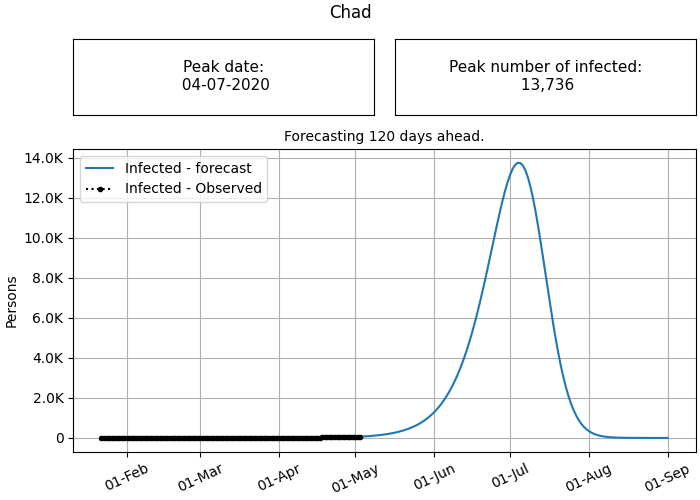 Chad
Peak date:
04-07-2020
Peak number of infected:
13,736
Forecasting 120 days ahead.
Infected - forecast
Infected - Observed
14.0K
12.0K
10.0K
8.0K
6.0K
4.0K
2.0K
0
Persons
01-Feb
01-Mar
01-Apr
01-May
01-Jun
01-Jul
01-Aug
01-Sep